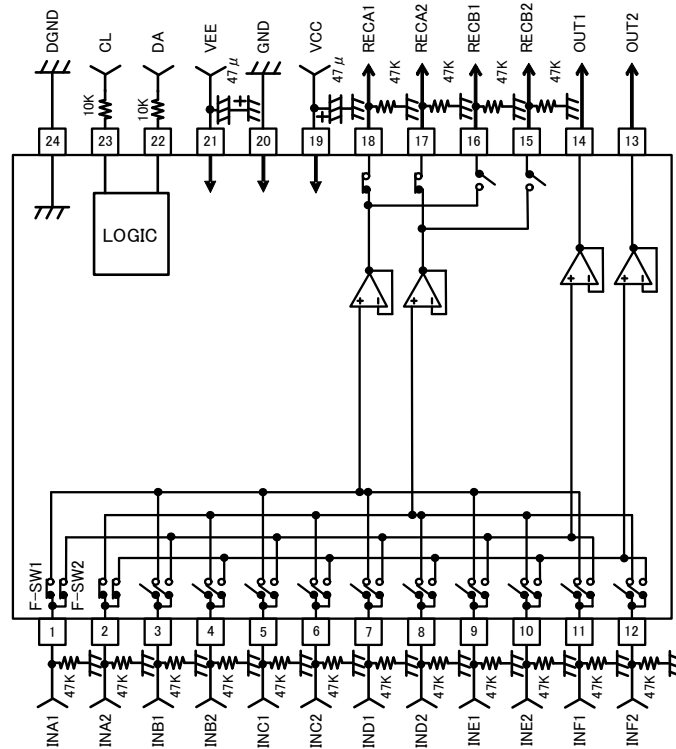 DGND
CL
DA
VEE
GND
VCC
RECA1
RECA2
RECB1
RECB2
OUT1
OUT2
10K
10K
47μ
47μ
47K
47K
47K
47K
24
23
22
21
20
19
18
17
16
15
14
13
LOGIC
+
+
+ -
+ -
+ -
+ -
F-SW1
F-SW2
1
2
3
4
5
6
7
8
9
10
11
12
47K
47K
47K
47K
47K
47K
47K
47K
47K
47K
47K
47K
INA1
INA2
INB1
INB2
INC1
INC2
IND1
IND2
INE1
INE2
INF1
INF2